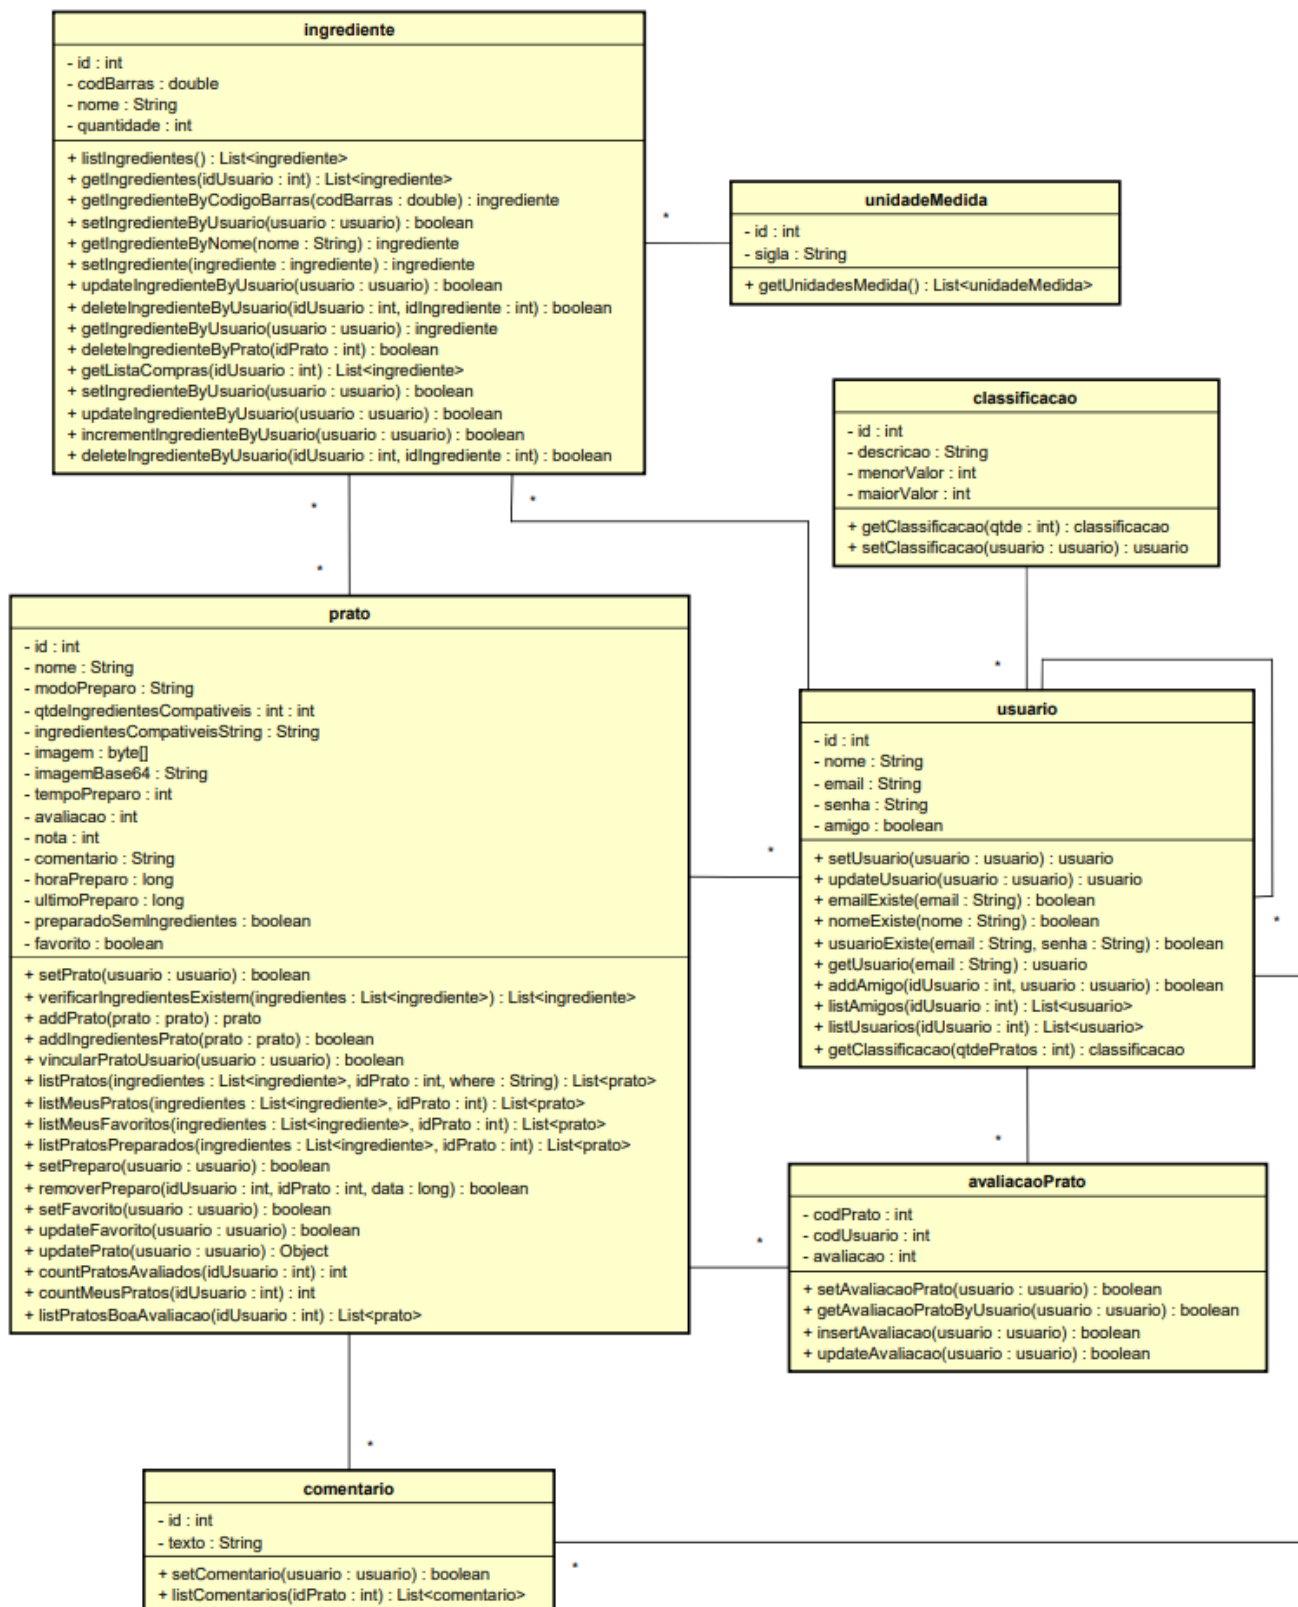 ingrediente
- id : int
- codBarras : double
- nome : String
- quantidade : int
+ listIngredientes() : List<ingrediente>
+ getIngredientes(idUsuario : int) : List<ingrediente>
+ getIngredienteByCodigoBarras(codBarras : double) : ingrediente
+ setIngredienteByUsuario(usuario : usuario) : boolean
+ getIngredienteByNome(nome : String) : ingrediente
+ setIngrediente(ingrediente : ingrediente) : ingrediente
+ updateIngredienteByUsuario(usuario : usuario) : boolean
+ deleteIngredienteByUsuario(idUsuario : int, idIngrediente : int) : boolean
+ getIngredienteByUsuario(usuario : usuario) : ingrediente
+ deleteIngredienteByPrato(idPrato : int) : boolean
+ getListaCompras(idUsuario : int) : List<ingrediente>
+ setIngredienteByUsuario(usuario : usuario) : boolean
+ updateIngredienteByUsuario(usuario : usuario) : boolean
+ incrementIngredienteByUsuario(usuario : usuario) : boolean
+ deleteIngredienteByUsuario(idUsuario : int, idIngrediente : int) : boolean
*
unidadeMedida
- id : int
- sigla : String
+ getUnidadesMedida() : List<unidadeMedida>
classificacao
- id : int
- descricao : String
- menorValor : int
- maiorValor : int
+ getClassificacao(qtde : int) : classificacao
+ setClassificacao(usuario : usuario) : usuario
*
*
*
*
prato
- id : int
- nome : String
- modoPreparo : String
- qtdeIngredientesCompativeis : int : int
- ingredientesCompativeisString : String
- imagem : byte[]
- imagemBase64 : String
- tempoPreparo : int
- avaliacao : int
- nota : int
- comentario : String
- horaPreparo : long
- ultimoPreparo : long
- preparadoSemIngredientes : boolean
- favorito : boolean
+ setPrato(usuario : usuario) : boolean
+ verificarIngredientesExistem(ingredientes : List<ingrediente>) : List<ingrediente>
+ addPrato(prato : prato) : prato
+ addIngredientesPrato(prato : prato) : boolean
+ vincularPratoUsuario(usuario : usuario) : boolean
+ listPratos(ingredientes : List<ingrediente>, idPrato : int, where : String) : List<prato>
+ listMeusPratos(ingredientes : List<ingrediente>, idPrato : int) : List<prato>
+ listMeusFavoritos(ingredientes : List<ingrediente>, idPrato : int) : List<prato>
+ listPratosPreparados(ingredientes : List<ingrediente>, idPrato : int) : List<prato>
+ setPreparo(usuario : usuario) : boolean
+ removerPreparo(idUsuario : int, idPrato : int, data : long) : boolean
+ setFavorito(usuario : usuario) : boolean
+ updateFavorito(usuario : usuario) : boolean
+ updatePrato(usuario : usuario) : Object
+ countPratosAvaliados(idUsuario : int) : int
+ countMeusPratos(idUsuario : int) : int
+ listPratosBoaAvaliacao(idUsuario : int) : List<prato>
*
usuario
- id : int
- nome : String
- email : String
- senha : String
- amigo : boolean
+ setUsuario(usuario : usuario) : usuario
+ updateUsuario(usuario : usuario) : usuario
+ emailExiste(email : String) : boolean
+ nomeExiste(nome : String) : boolean
+ usuarioExiste(email : String, senha : String) : boolean
+ getUsuario(email : String) : usuario
+ addAmigo(idUsuario : int, usuario : usuario) : boolean
+ listAmigos(idUsuario : int) : List<usuario>
+ listUsuarios(idUsuario : int) : List<usuario>
+ getClassificacao(qtdePratos : int) : classificacao
*
*
*
avaliacaoPrato
- codPrato : int
- codUsuario : int
- avaliacao : int
+ setAvaliacaoPrato(usuario : usuario) : boolean
+ getAvaliacaoPratoByUsuario(usuario : usuario) : boolean
+ insertAvaliacao(usuario : usuario) : boolean
+ updateAvaliacao(usuario : usuario) : boolean
*
comentario
- id : int
- texto : String
+ setComentario(usuario : usuario) : boolean
+ listComentarios(idPrato : int) : List<comentario>
*